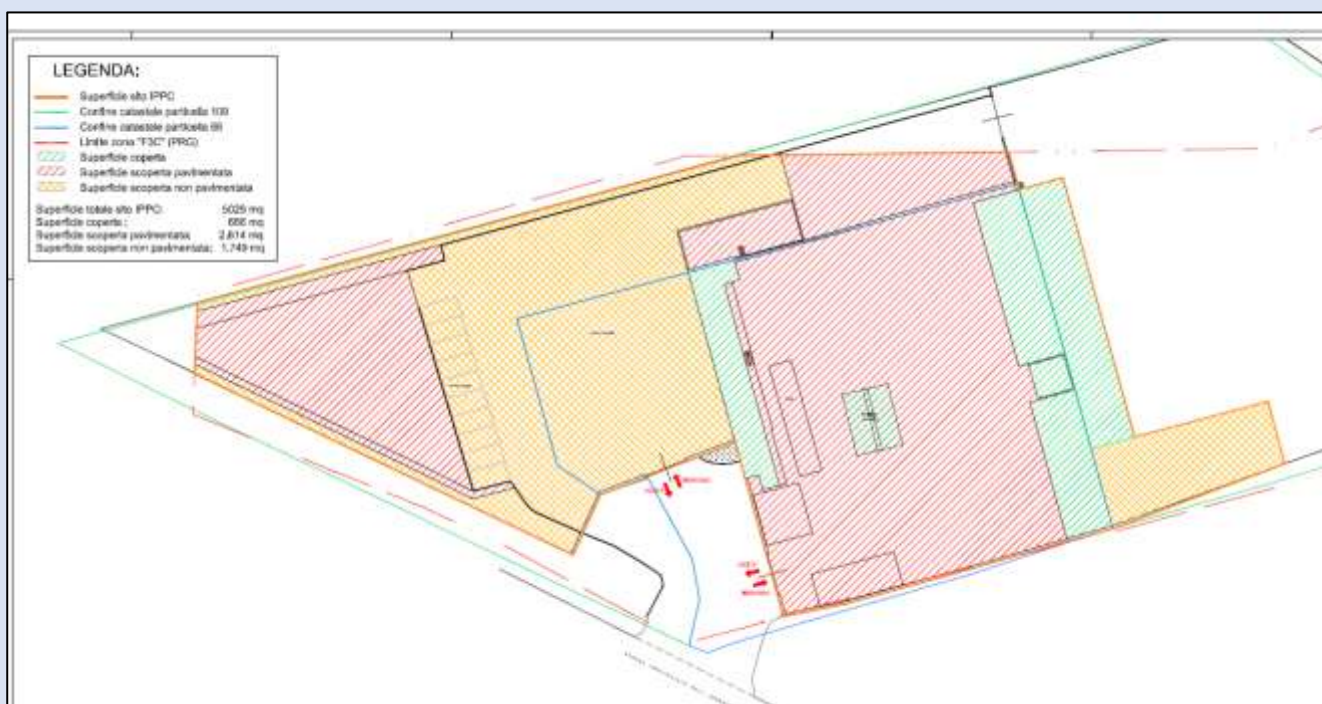 LEGENDA:
Superficie sito IPPC
Confine catastale particella 109
Confine catastale particella 66
Limite zona "F3C" (PRG)
Superficie coperta
Superficie scoperta pavimentata
Superficie scoperta non pavimentata
Superficie totale sito IPPC: 5025 mq
Superficie coperta : mq
Superficie scoperta pavimentata: 2,614 mq
Superficie scoperta non pavimentata: 1,749 mq